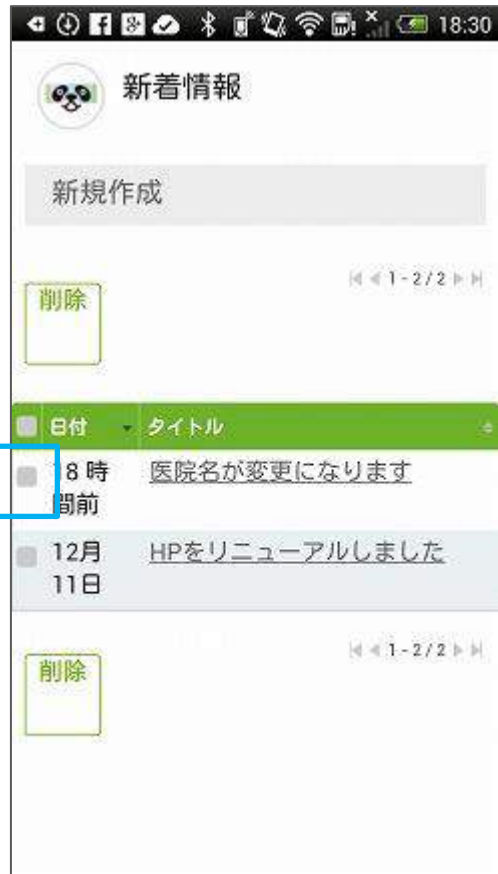 18:30
新着情報
新規作成
1-2/2
削除
日付 タイトル
18 時 医院名が変更になります
間前
12月 HPをリニューアルしました
11日
1-2/2
削除